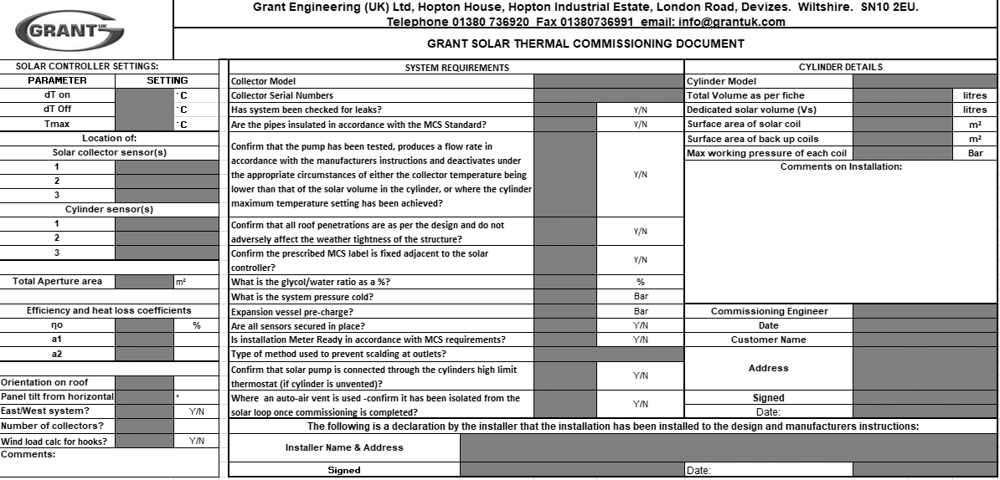 GRANT UK
Grant Engineering (UK) Ltd, Hopton House, Hopton Industrial Estate, London Road, Devizes. Wiltshire. SN10 2EU.
Telephone 01380 736920 Fax 01380736991 email: info@grantuk.com
GRANT SOLAR THERMAL COMMISSIONING DOCUMENT
SOLAR CONTROLLER SETTINGS:
PARAMETER SETTING
dT on °C
dT Off °C
Tmax °C
Location of:
Solar collector sensor(s)
1
2
3
Cylinder sensor(s)
1
2
3
Total Aperture area m²
Efficiency and heat loss coefficients
ηo %
a1
a2
Orientation on roof
Panel tilt from horizontal °
East/West system? Y/N
Number of collectors?
Wind load calc for hooks? Y/N
Comments:
SYSTEM REQUIREMENTS
Collector Model
Collector Serial Numbers
Has system been checked for leaks? Y/N
Are the pipes insulated in accordance with the MCS Standard? Y/N
Confirm that the pump has been tested, produces a flow rate in
accordance with the manufacturers instructions and deactivates under
the appropriate circumstances of either the collector temperature being
lower than that of the solar volume in the cylinder, or where the cylinder
maximum temperature setting has been achieved?
Y/N
Confirm that all roof penetrations are as per the design and do not
adversely affect the weather tightness of the structure?
Y/N
Confirm the prescribed MCS label is fixed adjacent to the solar
controller?
Y/N
What is the glycol/water ratio as a %? %
What is the system pressure cold? Bar
Expansion vessel pre-charge? Bar
Are all sensors secured in place? Y/N
Is installation Meter Ready in accordance with MCS requirements? Y/N
Type of method used to prevent scalding at outlets?
Confirm that solar pump is connected through the cylinders high limit
thermostat (if cylinder is unvented)?
Y/N
Where an auto-air vent is used -confirm it has been isolated from the
solar loop once commissioning is completed?
Y/N
CYLINDER DETAILS
Cylinder Model
Total Volume as per fiche litres
Dedicated solar volume (Vs) litres
Surface area of solar coil m²
Surface area of back up coils m²
Max working pressure of each coil Bar
Comments on Installation:
Commissioning Engineer
Date
Customer Name
Address
Signed
Date:
The following is a declaration by the installer that the installation has been installed to the design and manufacturers instructions:
Installer Name & Address
Signed Date: